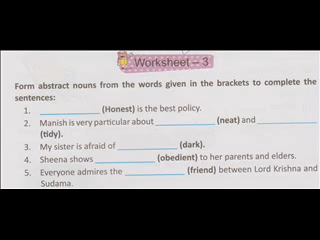 Worksheet – 3
Form abstract nouns from the words given in the brackets to complete the
sentences:
1. ____________ (Honest) is the best policy.
2. Manish is very particular about ____________ (neat) and ____________
(tidy).
3. My sister is afraid of ____________ (dark).
4. Sheena shows ____________ (obedient) to her parents and elders.
5. Everyone admires the ____________ (friend) between Lord Krishna and
Sudama.